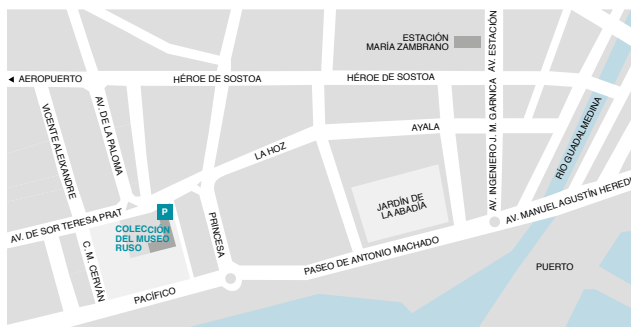 ESTACIÓN
MARÍA ZAMBRANO
AV. ESTACIÓN
AEROPUERTO
HÉROE DE SOSTOA
HÉROE DE SOSTOA
VICENTE ALEIXANDRE
AV. DE LA PALOMA
LA HOZ
AYALA
AV. INGENIERO J. M. GARNICA
RÍO GUADALMEDINA
JARDÍN DE
LA ABADÍA
AV. MANUEL AGUSTÍN HEREDI
AV. DE SOR TERESA PRAT
P
COLECCIÓN
DEL MUSEO
RUSO
PRINCESA
C. M. CERVÁN
PASEO DE ANTONIO MACHADO
PUERTO
PACÍFICO